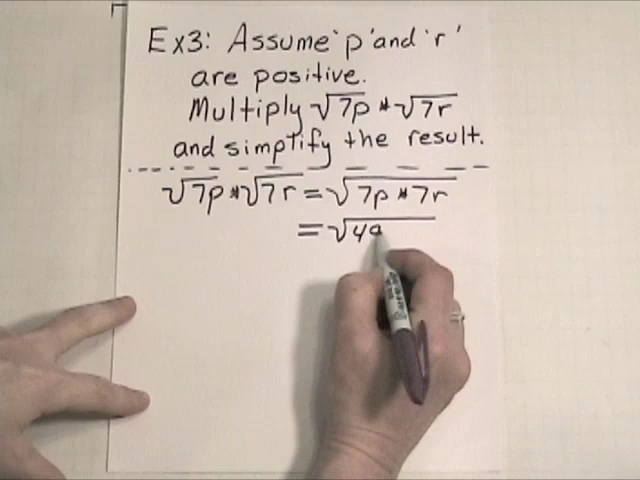 Ex3: Assume 'p' and 'r'
are positive.
Multiply √7p * √7r
and simplify the result.
√7p * √7r = √7p * 7r
= √49